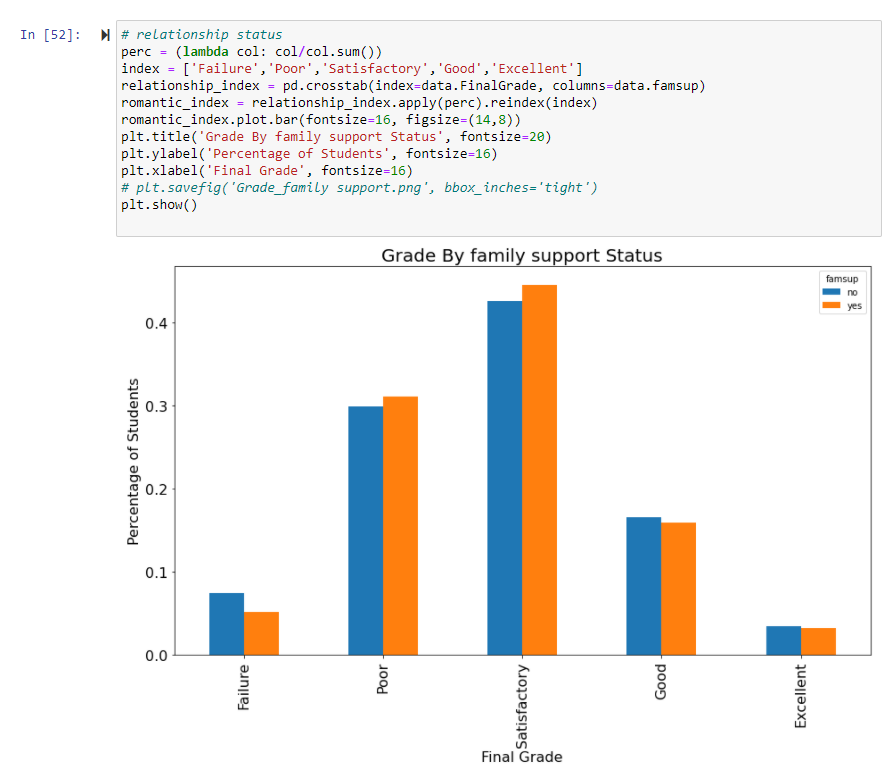 In [52]:
# relationship status
perc = (lambda col: col/col.sum())
index = ['Failure','Poor','Satisfactory','Good','Excellent']
relationship_index = pd.crosstab(index=data.FinalGrade, columns=data.famsup)
romantic_index = relationship_index.apply(perc).reindex(index)
romantic_index.plot.bar(fontsize=16, figsize=(14,8))
plt.title('Grade By family support Status', fontsize=20)
plt.ylabel('Percentage of Students', fontsize=16)
plt.xlabel('Final Grade', fontsize=16)
# plt.savefig('Grade_family support.png', bbox_inches='tight')
plt.show()
Grade By family support Status
famsup
no
yes
Percentage of Students
0.4
0.3
0.2
0.1
0.0
Failure
Poor
Satisfactory
Good
Excellent
Final Grade